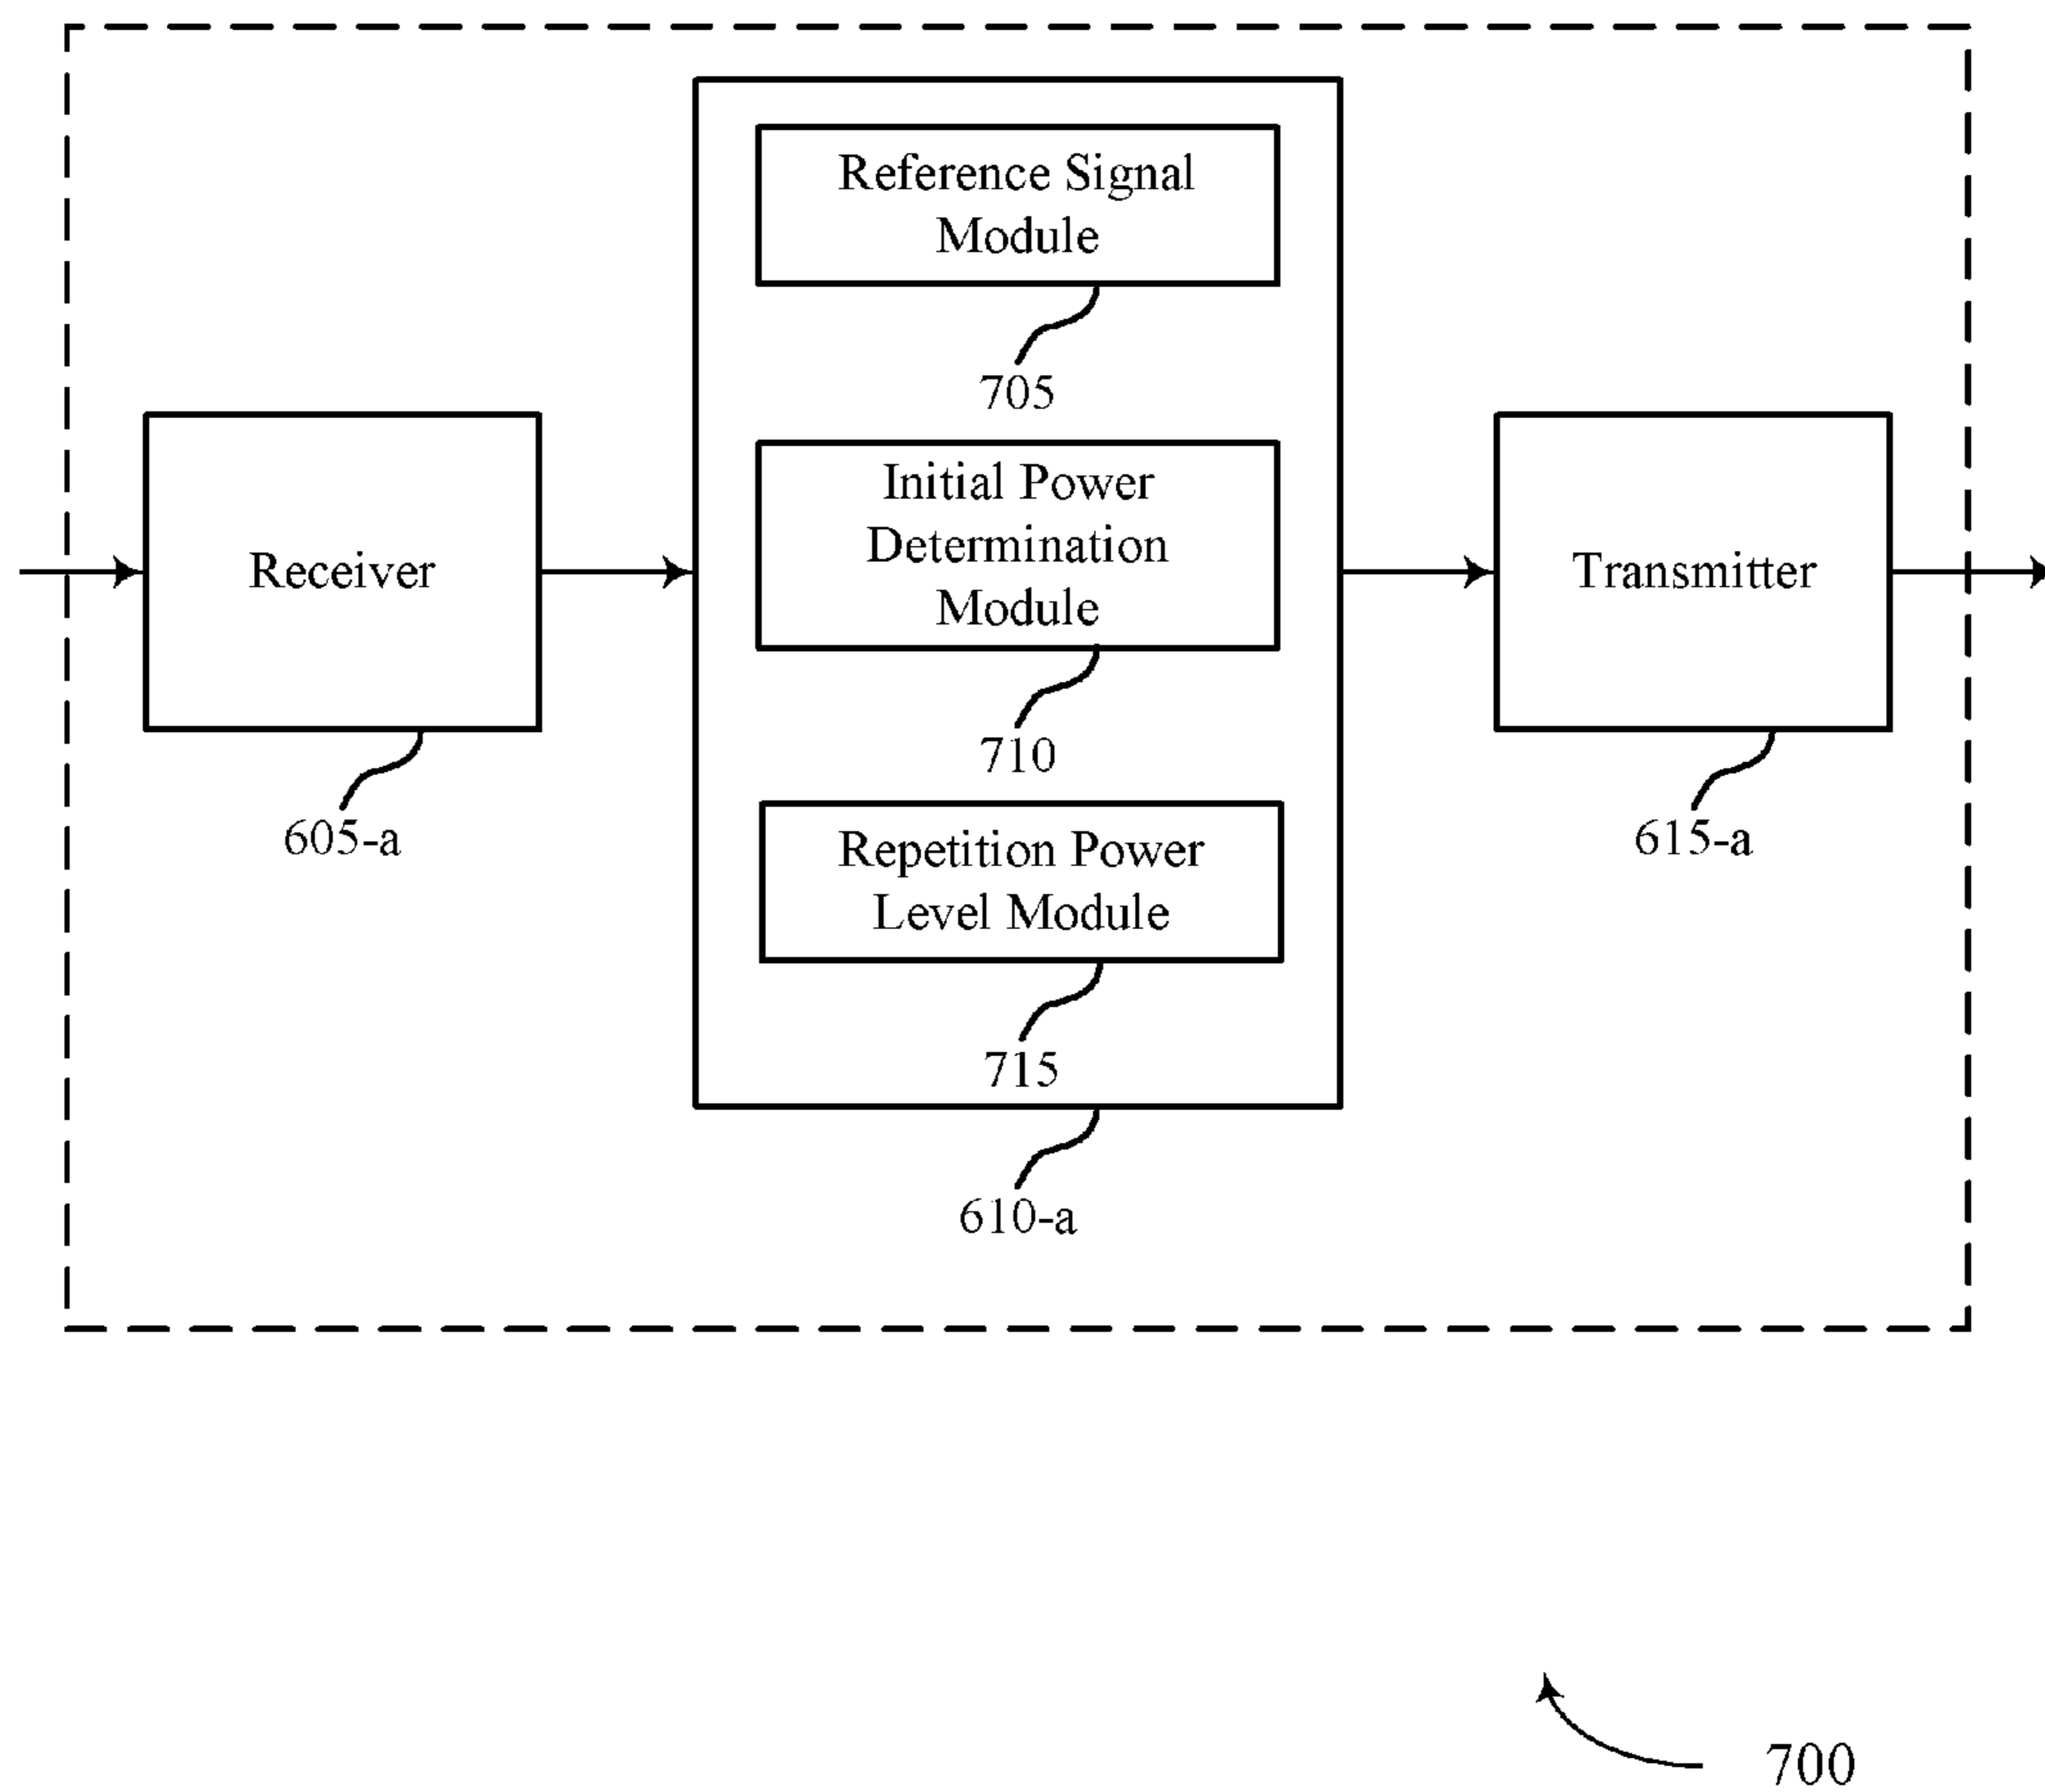 Reference Signal
Module
705
Receiver
605-a
Initial Power
Determination
Module
710
Transmitter
615-a
Repetition Power
Level Module
715
610-a
700